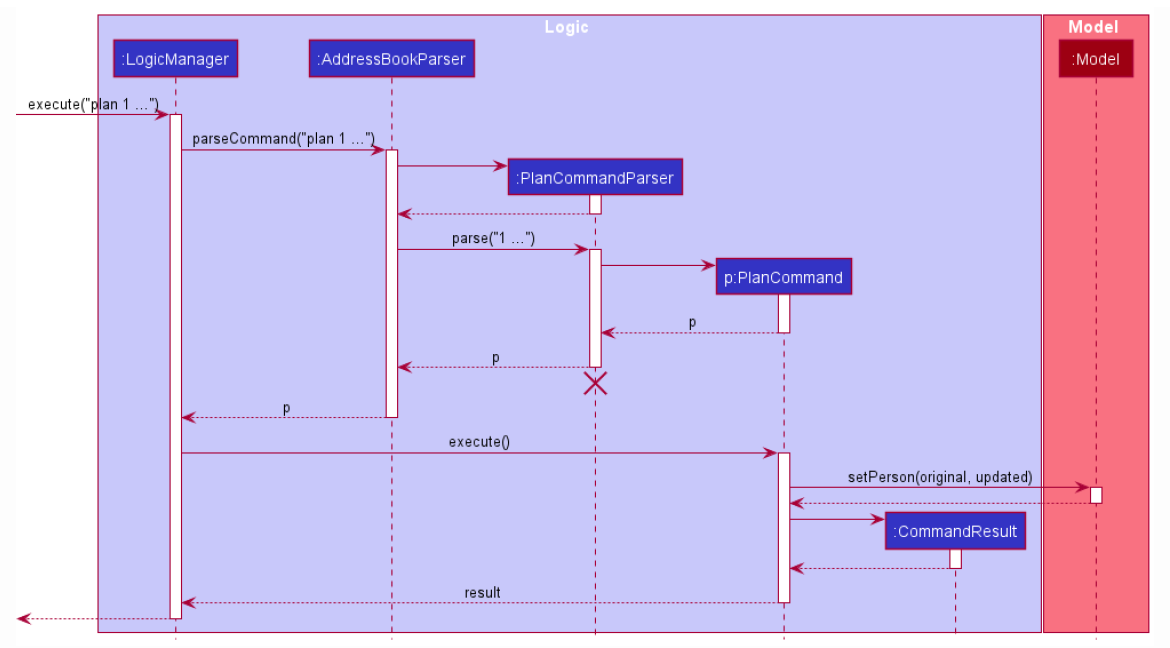 Logic
Model
:LogicManager
:AddressBookParser
:Model
execute("plan 1 ...")
parseCommand("plan 1 ...")
:PlanCommandParser
parse("1 ...")
p:PlanCommand
p
p
p
execute()
setPerson(original, updated)
:CommandResult
result